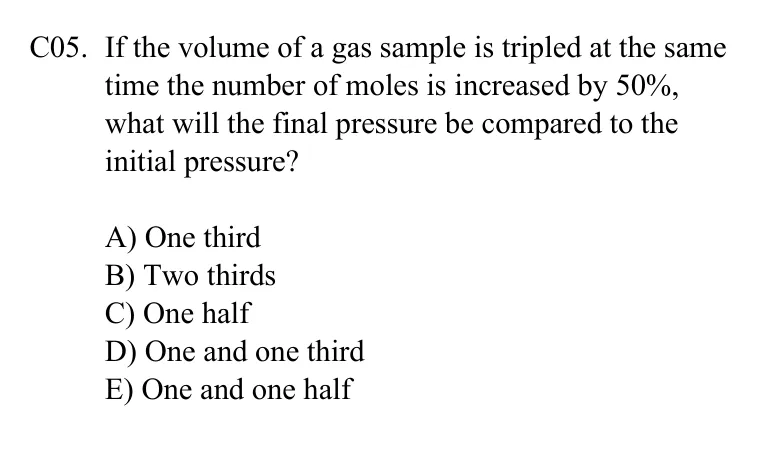 C05. If the volume of a gas sample is tripled at the same
time the number of moles is increased by 50%,
what will the final pressure be compared to the
initial pressure?
A) One third
B) Two thirds
C) One half
D) One and one third
E) One and one half